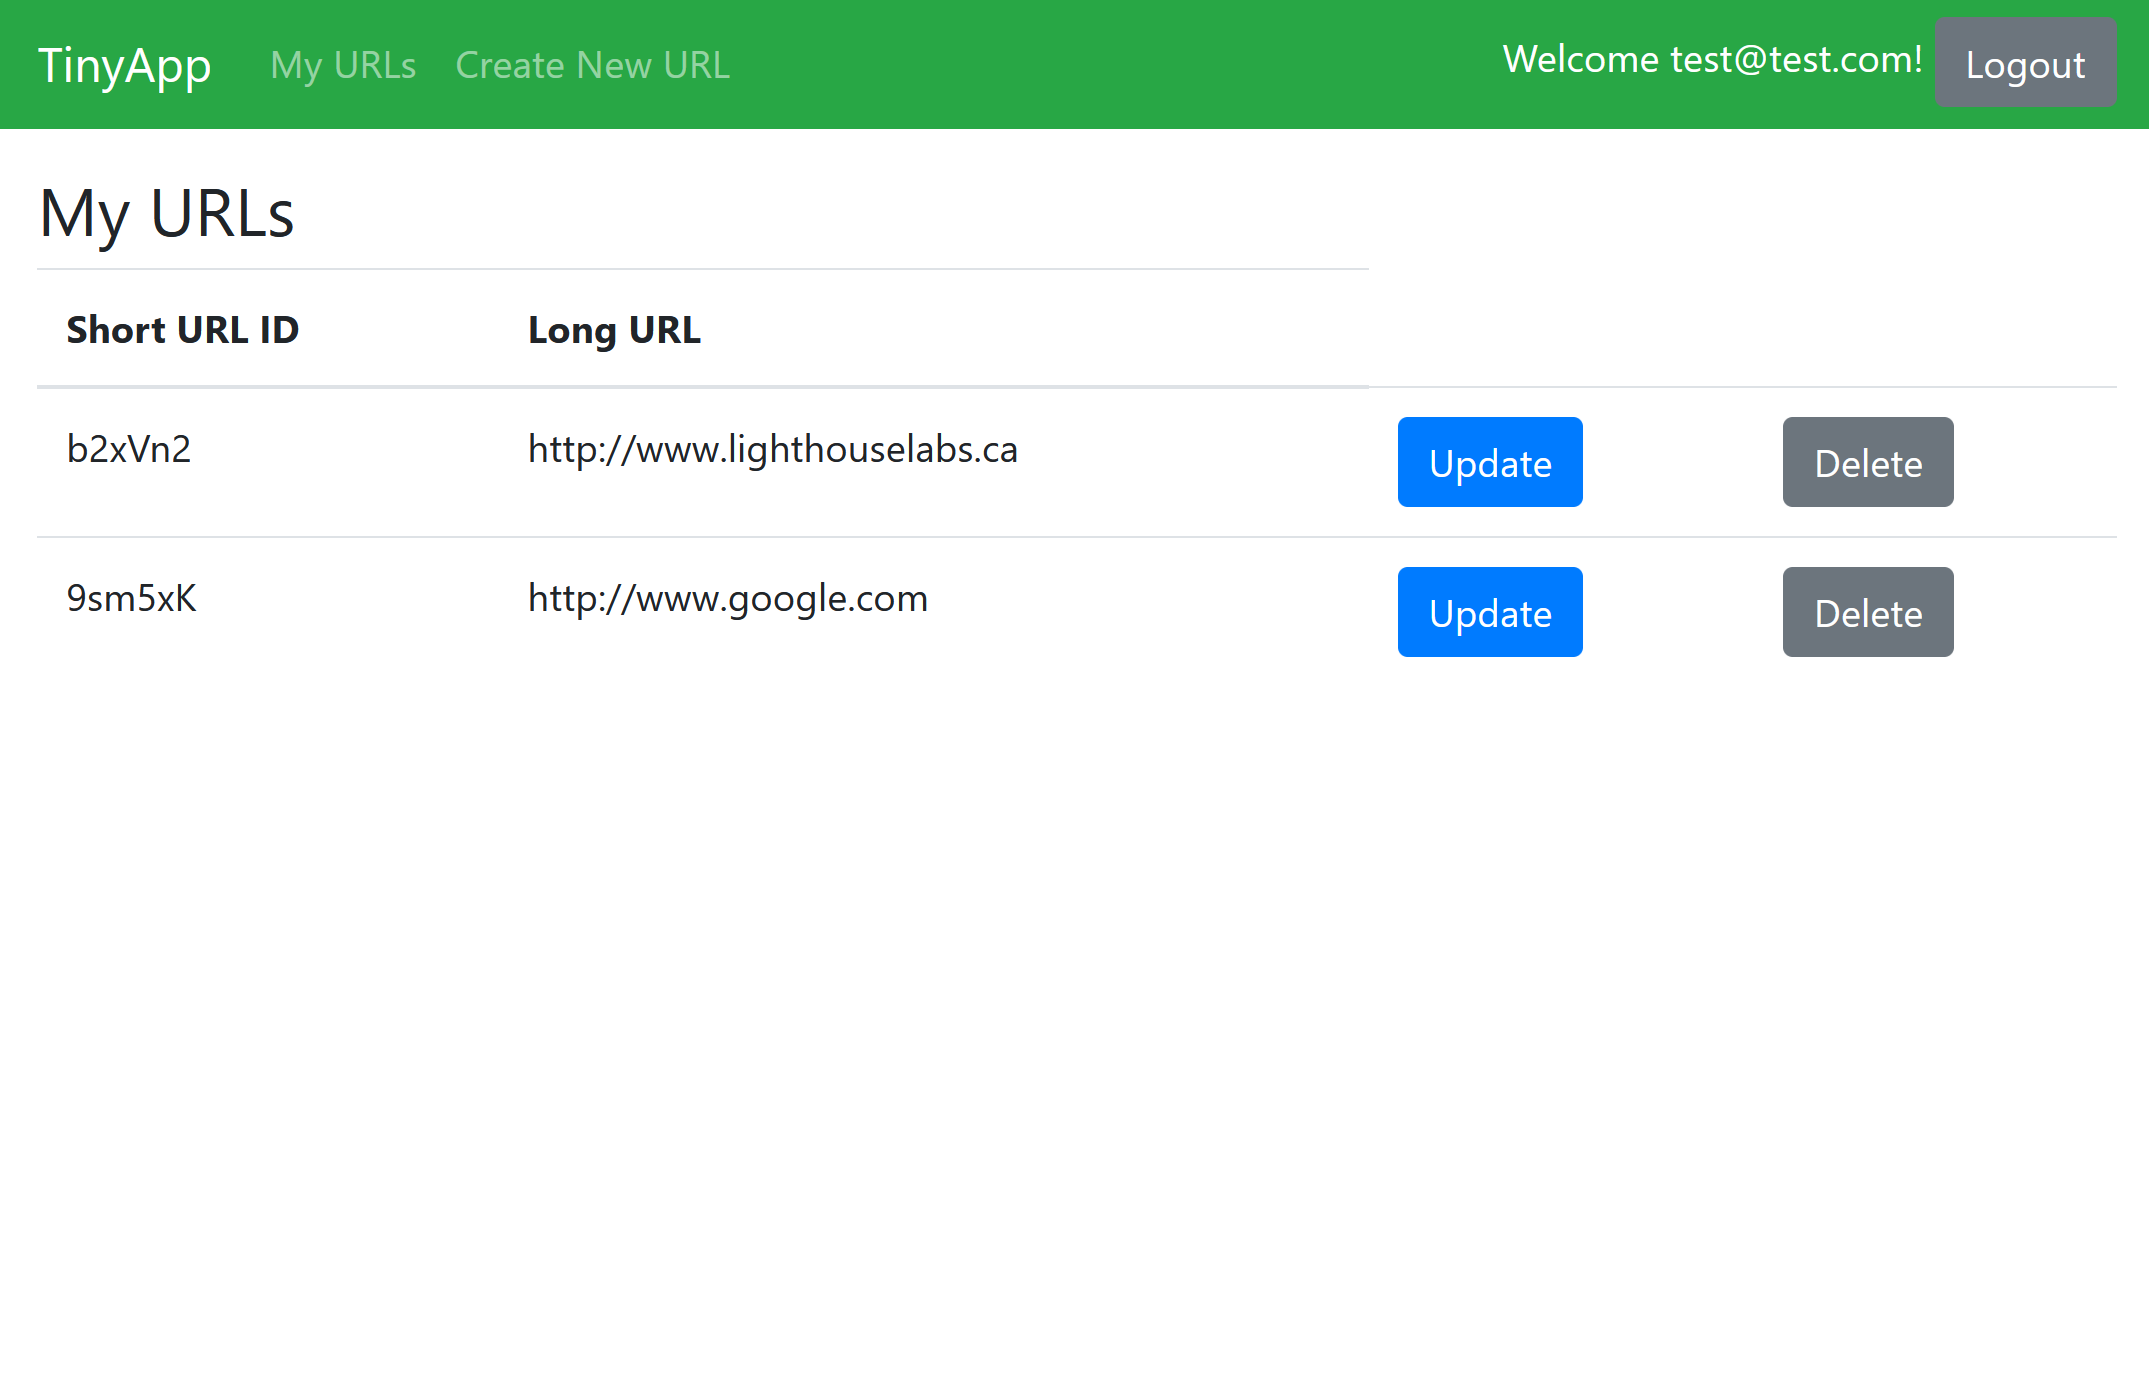 TinyApp My URLs Create New URL Welcome test@test.com! Logout
My URLs
Short URL ID Long URL
b2xVn2 http://www.lighthouselabs.ca Update Delete
9sm5xK http://www.google.com Update Delete